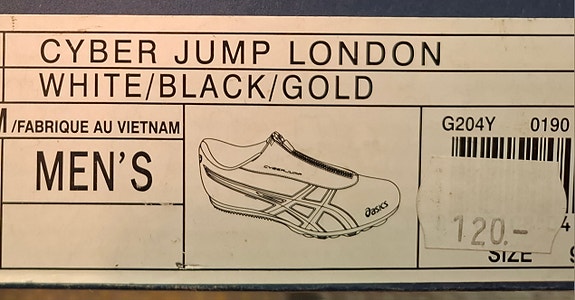 CYBER JUMP LONDON
WHITE/BLACK/GOLD
/FABRIQUE AU VIETNAM
MEN'S
CYBERJUMP
asics
G204Y 0190
120.-
SIZE